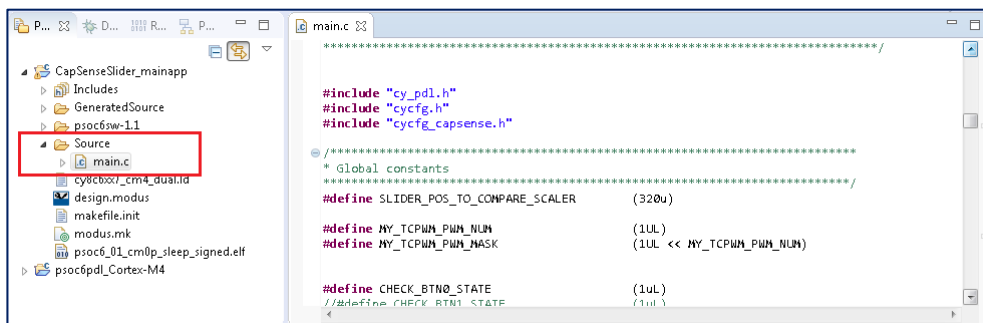 P... D... R... P... main.c
********************************************************************************/
CapSenseSlider_mainapp
Includes
GeneratedSource
psoc6sw-1.1
Source
main.c
cy8c6xx7_cm4_dual.ld
design.modus
makefile.init
modus.mk
psoc6_01_cm0p_sleep_signed.elf
psoc6pdl_Cortex-M4
#include "cy_pdl.h"
#include "cycfg.h"
#include "cycfg_capsense.h"
/*******************************************************************************
* Global constants
*******************************************************************************/
#define SLIDER_POS_TO_COMPARE_SCALER (320u)
#define MY_TCPWM_PWM_NUM (1UL)
#define MY_TCPWM_PWM_MASK (1UL << MY_TCPWM_PWM_NUM)
#define CHECK_BTN0_STATE (1uL)
//#define CHECK_BTN1_STATE (1uL)